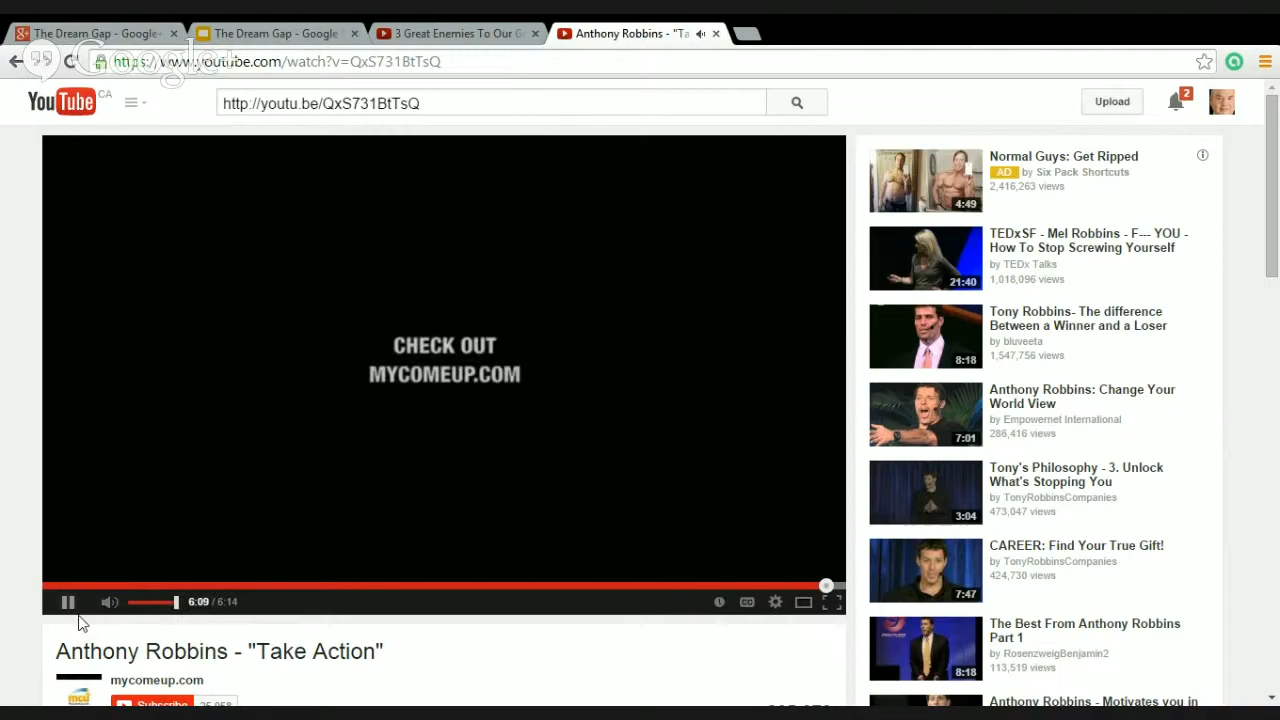 The Dream Gap - Google+
The Dream Gap - Google
3 Great Enemies To Our G
Anthony Robbins - "Ta
Google+
https://www.youtube.com/watch?v=QxS731BtTsQ
YouTube CA
http://youtu.be/QxS731BtTsQ
Upload
2
CHECK OUT
MYCOMEUP.COM
6:09 / 6:14
CC
Anthony Robbins - "Take Action"
mycomeup.com
mcu
Subscribe
Normal Guys: Get Ripped
AD by Six Pack Shortcuts
2,416,263 views
4:49
TEDxSF - Mel Robbins - F--- YOU -
How To Stop Screwing Yourself
by TEDx Talks
1,018,096 views
21:40
Tony Robbins- The difference
Between a Winner and a Loser
by bluveeta
1,547,756 views
8:18
Anthony Robbins: Change Your
World View
by Empowernet International
286,416 views
7:01
Tony's Philosophy - 3. Unlock
What's Stopping You
by TonyRobbinsCompanies
473,047 views
3:04
CAREER: Find Your True Gift!
by TonyRobbinsCompanies
424,730 views
7:47
The Best From Anthony Robbins
Part 1
by RosenzweigBenjamin2
113,519 views
8:18
Anthony Robbins - Motivates you in